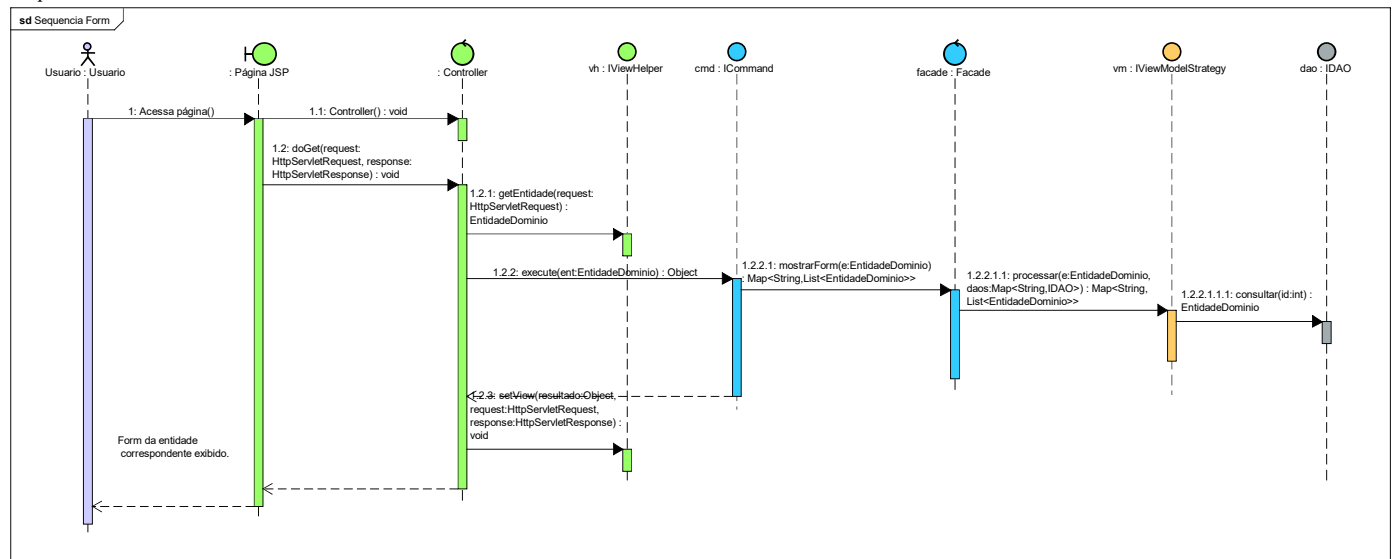 sd Sequencia Form
Usuario : Usuario
: Página JSP
: Controller
vh : IViewHelper
cmd : ICommand
facade : Facade
vm : IViewModelStrategy
dao : IDAO
1: Acessa página()
1.1: Controller() : void
1.2: doGet(request:
HttpServletRequest, response:
HttpServletResponse) : void
1.2.1: getEntidade(request:
HttpServletRequest) :
EntidadeDominio
1.2.2: execute(ent:EntidadeDominio) : Object
1.2.2.1: mostrarForm(e:EntidadeDominio)
: Map<String,List<EntidadeDominio>>
1.2.2.1.1: processar(e:EntidadeDominio,
daos:Map<String,IDAO>) : Map<String,
List<EntidadeDominio>>
1.2.2.1.1.1: consultar(id:int) :
EntidadeDominio
1.2.3: setView(resultado:Object,
request:HttpServletRequest,
response:HttpServletResponse) :
void
Form da entidade
correspondente exibido.